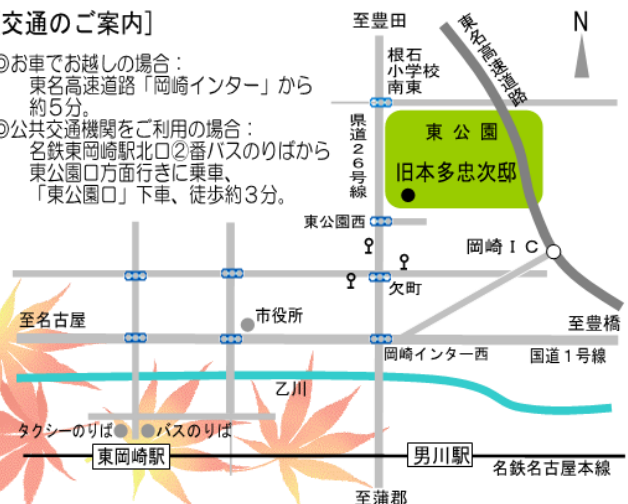 交通のご案内]
◎お車でお越しの場合：
東名高速道路「岡崎インター」から
約５分。
◎公共交通機関をご利用の場合：
名鉄東岡崎駅北口②番バスのりばから
東公園口方面行きに乗車、
「東公園口」下車、徒歩約３分。
至豊田
根石
小学校
南東
東名高速道路
N
県道２６号線
東公園
旧本多忠次邸
東公園西
岡崎ＩＣ
欠町
至名古屋
市役所
至豊橋
岡崎インター西
国道１号線
乙川
タクシーのりば
バスのりば
東岡崎駅
男川駅
名鉄名古屋本線
至蒲郡